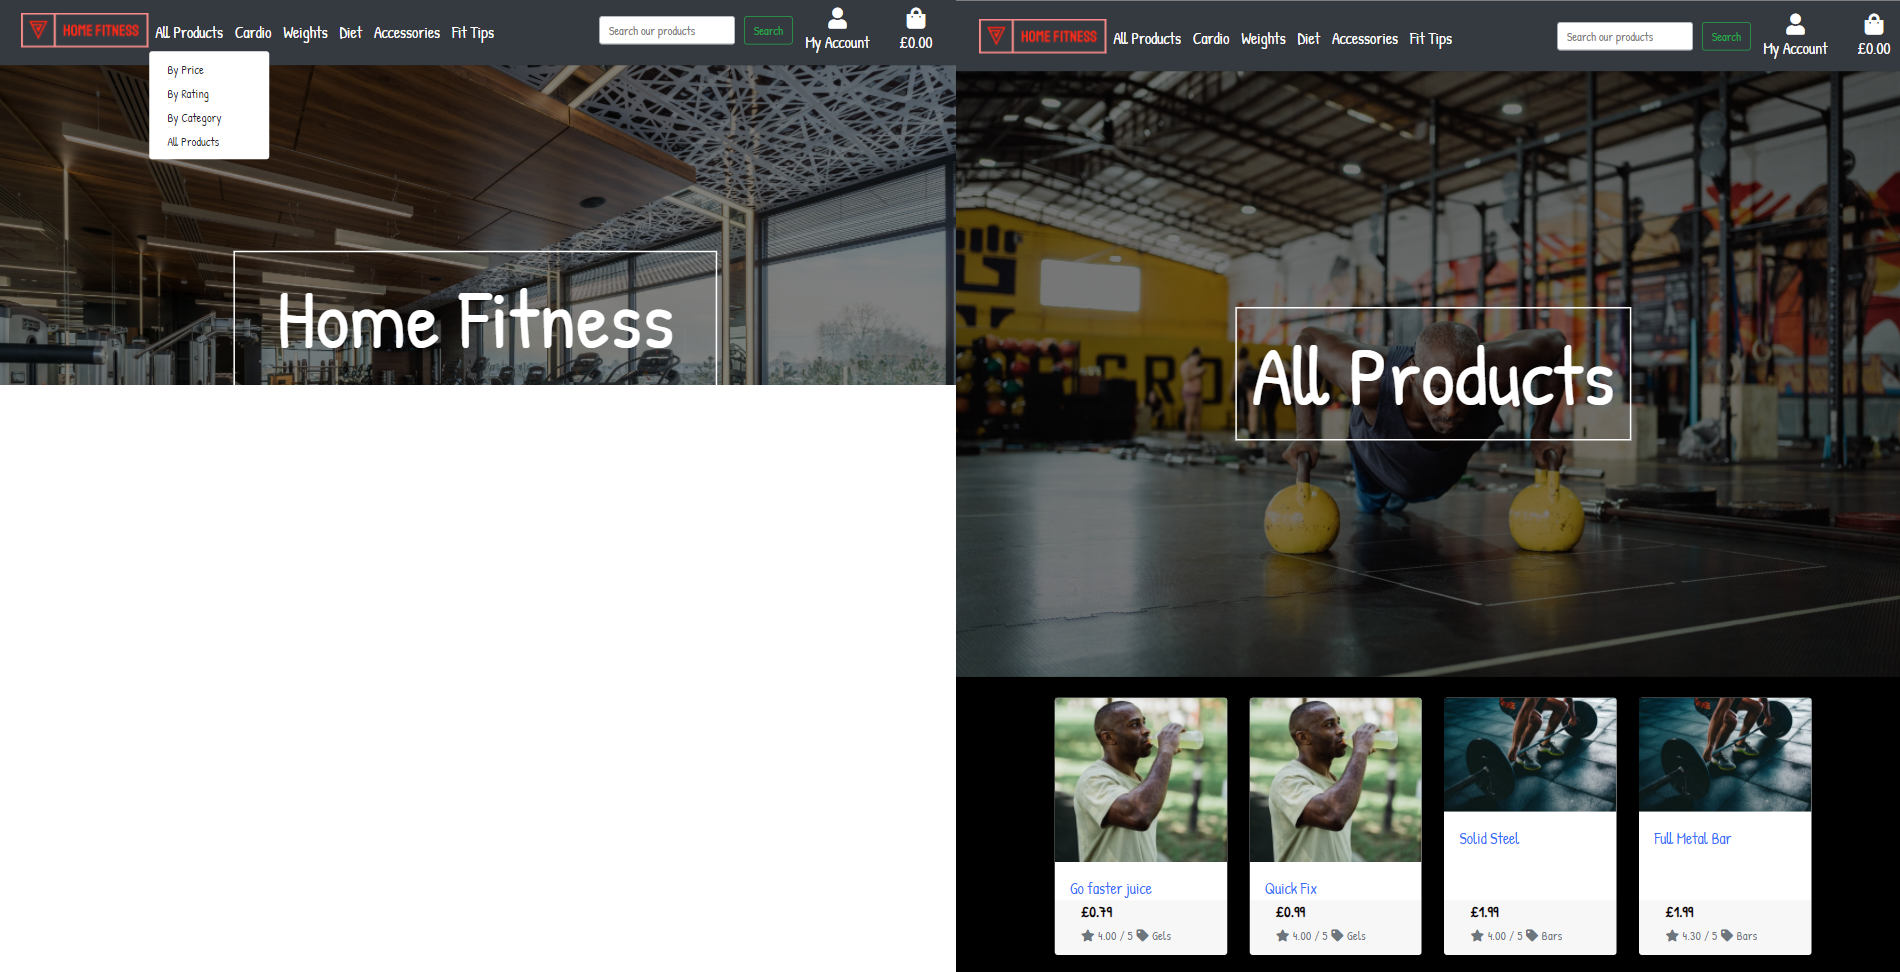 HOME FITNESS All Products Cardio Weights Diet Accessories Fit Tips Search our products Search My Account £0.00
By Price
By Rating
By Category
All Products
Home Fitness
HOME FITNESS All Products Cardio Weights Diet Accessories Fit Tips Search our products Search My Account £0.00
All Products
Go faster juice
£0.79
4.00 / 5 Gels
Quick Fix
£0.99
4.00 / 5 Gels
Solid Steel
£1.99
4.00 / 5 Bars
Full Metal Bar
£1.99
4.30 / 5 Bars